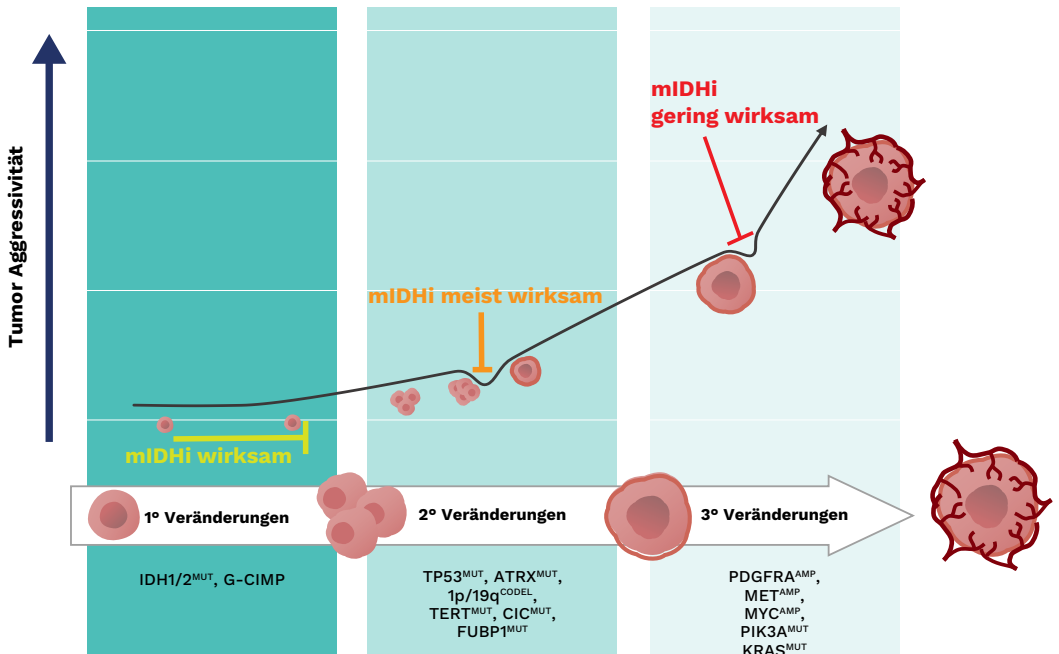 Tumor Aggressivität
mIDHi
gering wirksam
mIDHi meist wirksam
mIDHi wirksam
1° Veränderungen
2° Veränderungen
3° Veränderungen
IDH1/2ᴹᵁᵀ, G-CIMP
TP53ᴹᵁᵀ, ATRXᴹᵁᵀ,
1p/19qᶜᴼᴰᴱᴸ,
TERTᴹᵁᵀ, CICᴹᵁᵀ,
FUBP1ᴹᵁᵀ
PDGFRAᴬᴹᴾ,
METᴬᴹᴾ,
MYCᴬᴹᴾ,
PIK3Aᴹᵁᵀ
KRASᴹᵁᵀ